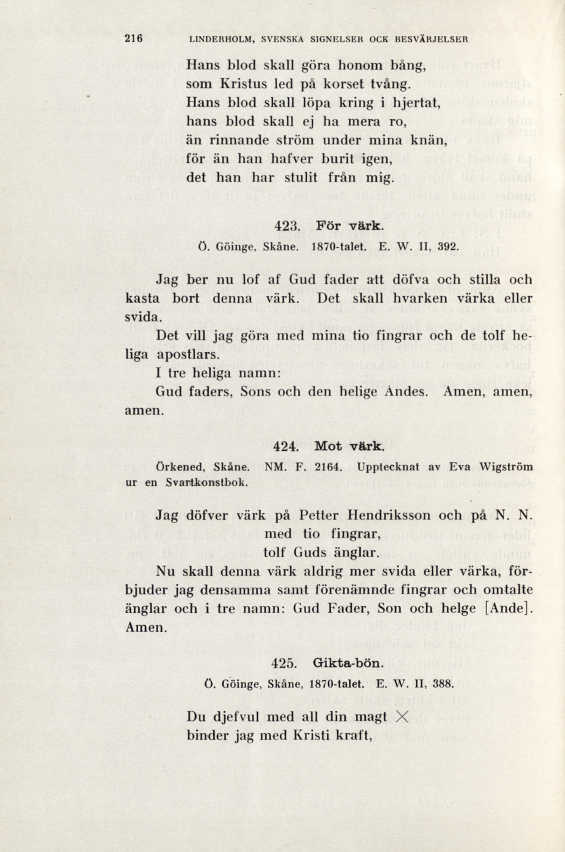 216 LINDERHOLM, SVENSKA SIGNELSER OCK BESVÄRJELSER
Hans blod skall göra honom bång,
som Kristus led på korset tvång.
Hans blod skall löpa kring i hjertat,
hans blod skall ej ha mera ro,
än rinnande ström under mina knän,
för än han hafver burit igen,
det han har stulit från mig.
423. För värk.
Ö. Göinge, Skåne. 1870-talet. E. W. II, 392.
Jag ber nu lof af Gud fader att döfva och stilla och
kasta bort denna värk. Det skall hvarken värka eller
svida.
Det vill jag göra med mina tio fingrar och de tolf he-
liga apostlars.
I tre heliga namn:
Gud faders, Sons och den helige Andes. Amen, amen,
amen.
424. Mot värk.
Örkened, Skåne. NM. F. 2164. Upptecknat av Eva Wigström
ur en Svartkonstbok.
Jag döfver värk på Petter Hendriksson och på N. N.
med tio fingrar,
tolf Guds änglar.
Nu skall denna värk aldrig mer svida eller värka, för-
bjuder jag densamma samt förenämnde fingrar och omtalte
änglar och i tre namn: Gud Fader, Son och helge [Ande].
Amen.
425. Gikta-bön.
Ö. Göinge, Skåne, 1870-talet. E. W. II, 388.
Du djefvul med all din magt ✕
binder jag med Kristi kraft,